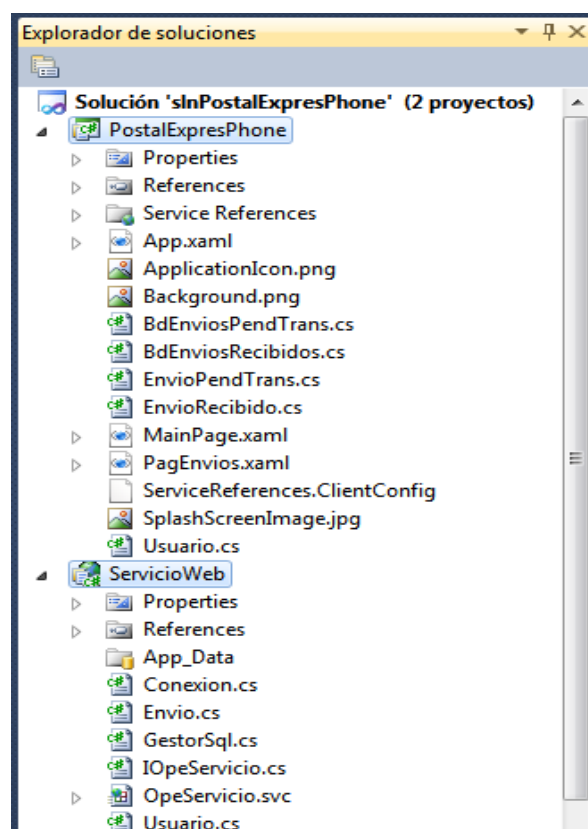 Explorador de soluciones
Solución 'slnPostalExpresPhone' (2 proyectos)
PostalExpresPhone
Properties
References
Service References
App.xaml
ApplicationIcon.png
Background.png
BdEnviosPendTrans.cs
BdEnviosRecibidos.cs
EnvioPendTrans.cs
EnvioRecibido.cs
MainPage.xaml
PagEnvios.xaml
ServiceReferences.ClientConfig
SplashScreenImage.jpg
Usuario.cs
ServicioWeb
Properties
References
App_Data
Conexion.cs
Envio.cs
GestorSql.cs
IOpeServicio.cs
OpeServicio.svc
Usuario.cs